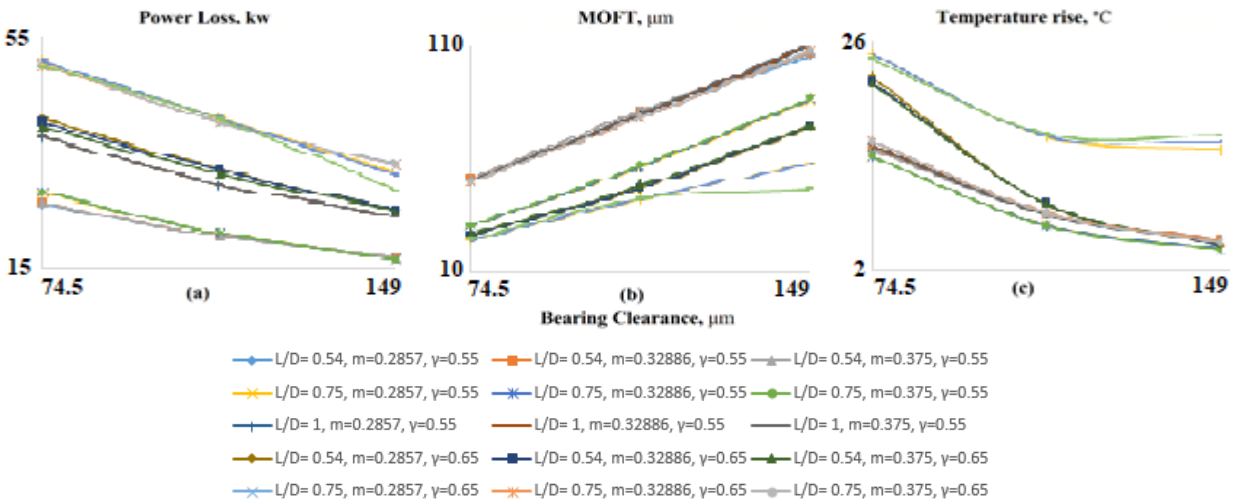 Power Loss. kw
MOFT, μm
Temperature rise, °C
55
15
74.5
149
(a)
110
10
74.5
149
(b)
26
2
74.5
149
(c)
Bearing Clearance, μm
L/D= 0.54, m=0.2857, γ=0.55
L/D= 0.54, m=0.32886, γ=0.55
L/D= 0.54, m=0.375, γ=0.55
L/D= 0.75, m=0.2857, γ=0.55
L/D= 0.75, m=0.32886, γ=0.55
L/D= 0.75, m=0.375, γ=0.55
L/D= 1, m=0.2857, γ=0.55
L/D= 1, m=0.32886, γ=0.55
L/D= 1, m=0.375, γ=0.55
L/D= 0.54, m=0.2857, γ=0.65
L/D= 0.54, m=0.32886, γ=0.65
L/D= 0.54, m=0.375, γ=0.65
L/D= 0.75, m=0.2857, γ=0.65
L/D= 0.75, m=0.32886, γ=0.65
L/D= 0.75, m=0.375, γ=0.65